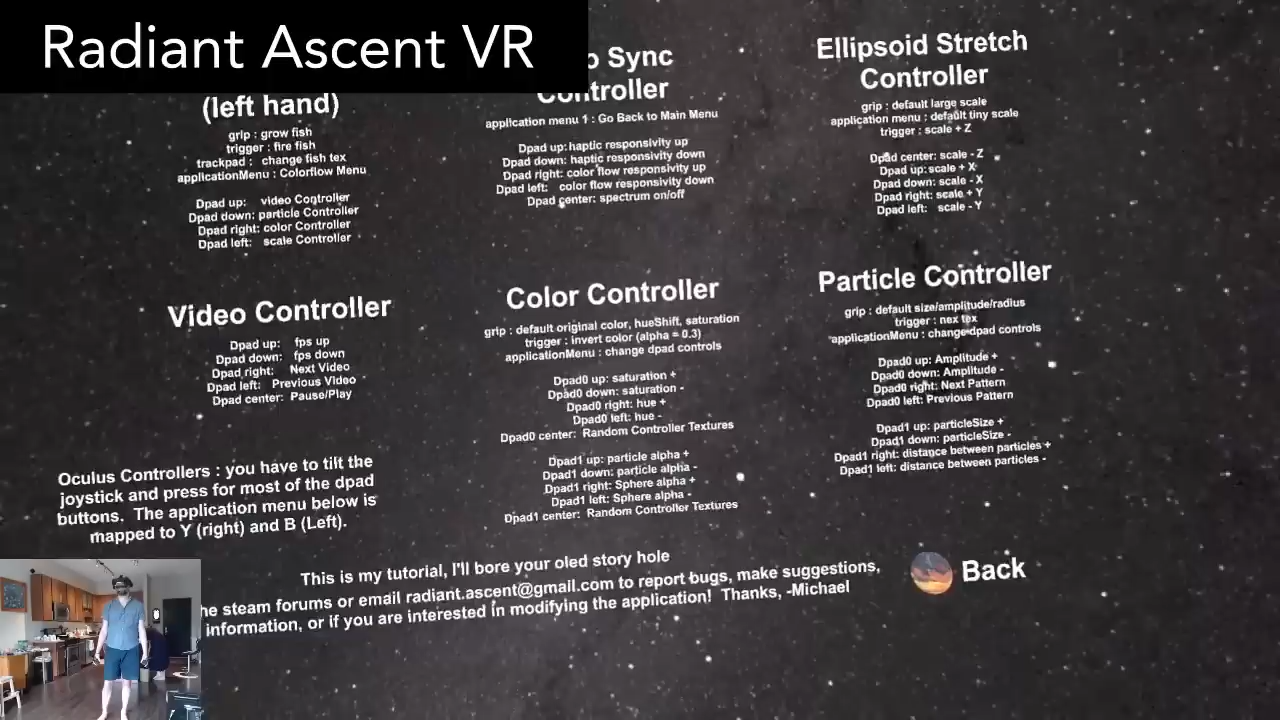 Radiant Ascent VR
(left hand)
grip : grow fish
trigger : fire fish
trackpad : change fish tex
applicationMenu : Colorflow Menu
Dpad up: video Controller
Dpad down: particle Controller
Dpad right: color Controller
Dpad left: scale Controller
Sync
Controller
application menu 1 : Go Back to Main Menu
Dpad up: haptic responsivity up
Dpad down: haptic responsivity down
Dpad right: color flow responsivity up
Dpad left: color flow responsivity down
Dpad center: spectrum on/off
Ellipsoid Stretch
Controller
grip : default large scale
application menu : default tiny scale
trigger : scale + Z
Dpad center: scale - Z
Dpad up: scale + X
Dpad down: scale - X
Dpad right: scale + Y
Dpad left: scale - Y
Video Controller
Dpad up: fps up
Dpad down: fps down
Dpad right: Next Video
Dpad left: Previous Video
Dpad center: Pause/Play
Color Controller
grip : default original color, hueShift, saturation
trigger : invert color (alpha = 0.3)
applicationMenu : change dpad controls
Dpad0 up: saturation +
Dpad0 down: saturation -
Dpad0 right: hue +
Dpad0 left: hue -
Dpad0 center: Random Controller Textures
Dpad1 up: particle alpha +
Dpad1 down: particle alpha -
Dpad1 right: Sphere alpha +
Dpad1 left: Sphere alpha -
Dpad1 center: Random Controller Textures
Particle Controller
grip : default size/amplitude/radius
trigger : nex tex
applicationMenu : change dpad controls
Dpad0 up: Amplitude +
Dpad0 down: Amplitude -
Dpad0 right: Next Pattern
Dpad0 left: Previous Pattern
Dpad1 up: particleSize +
Dpad1 down: particleSize -
Dpad1 right: distance between particles +
Dpad1 left: distance between particles -
Oculus Controllers : you have to tilt the
joystick and press for most of the dpad
buttons. The application menu below is
mapped to Y (right) and B (Left).
This is my tutorial, I'll bore your oled story hole
he steam forums or email radiant.ascent@gmail.com to report bugs, make suggestions,
information, or if you are interested in modifying the application! Thanks, -Michael
Back